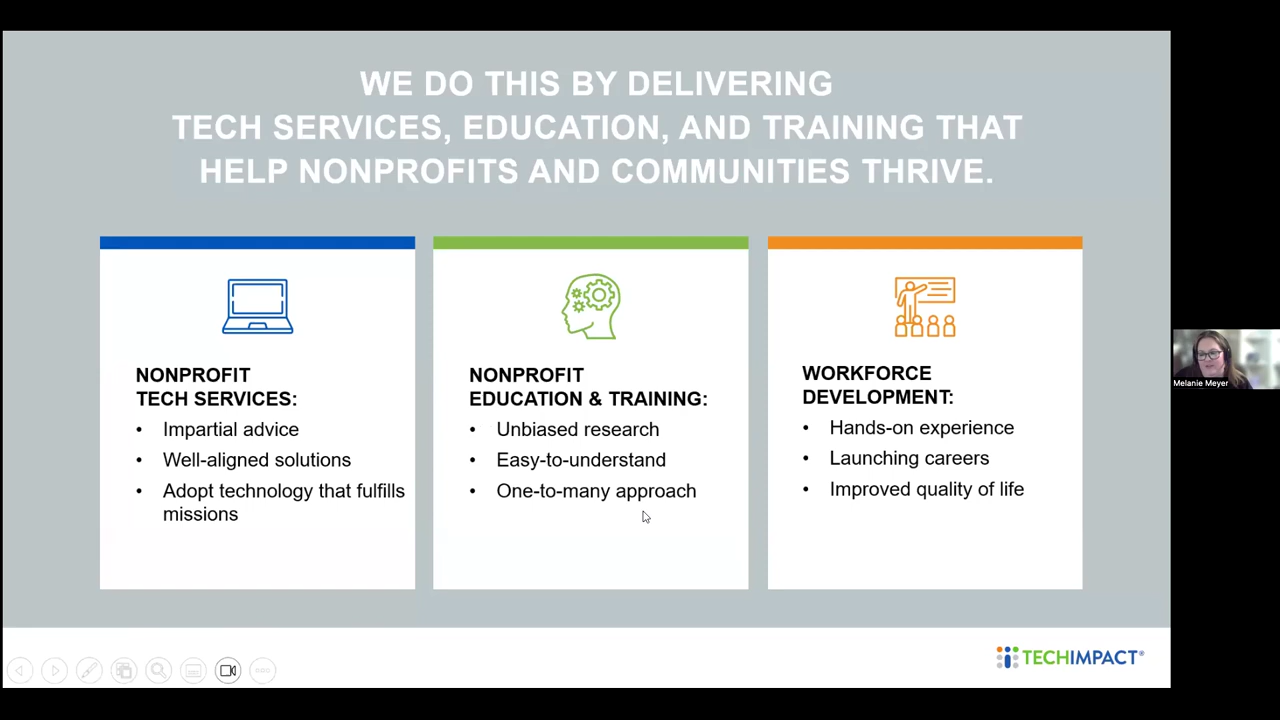 WE DO THIS BY DELIVERING
TECH SERVICES, EDUCATION, AND TRAINING THAT
HELP NONPROFITS AND COMMUNITIES THRIVE.
NONPROFIT
TECH SERVICES:
• Impartial advice
• Well-aligned solutions
• Adopt technology that fulfills
missions
NONPROFIT
EDUCATION & TRAINING:
• Unbiased research
• Easy-to-understand
• One-to-many approach
WORKFORCE
DEVELOPMENT:
• Hands-on experience
• Launching careers
• Improved quality of life
Melanie Meyer
TECHIMPACT®